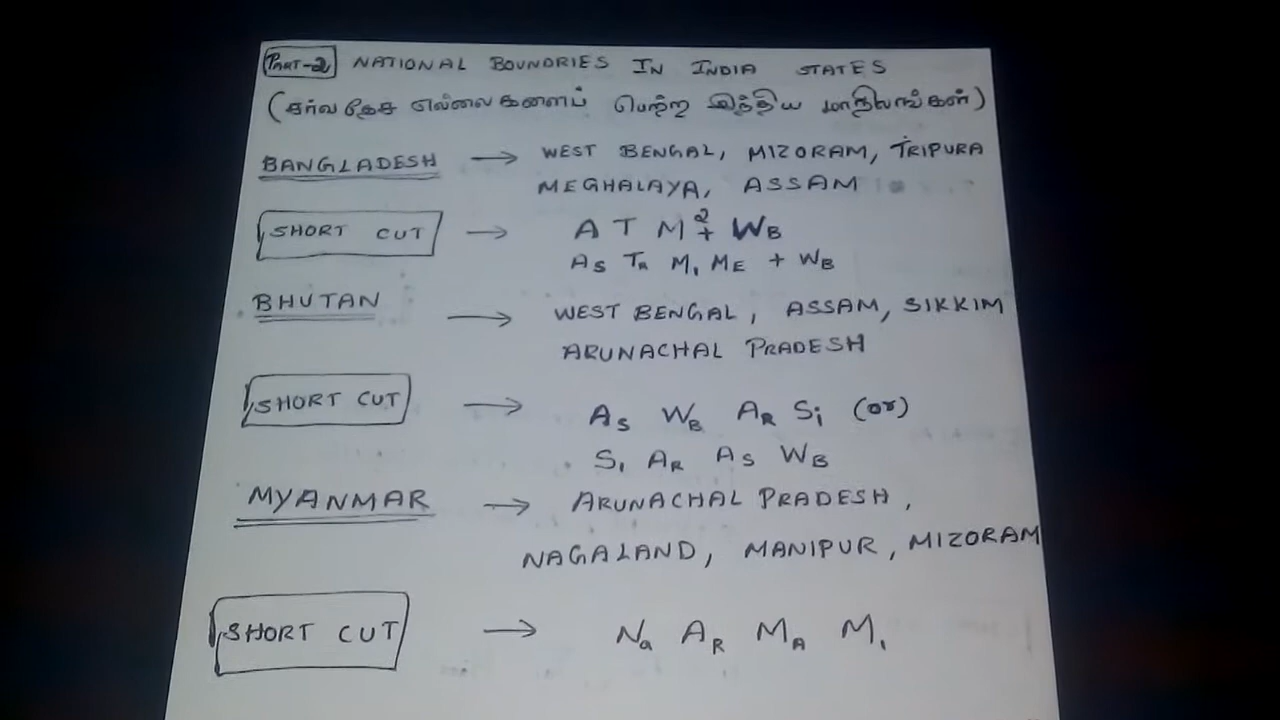 PART-2 NATIONAL BOUNDRIES IN INDIA STATES
(சர்வதேச எல்லைகளைப் பெற்ற இந்திய மாநிலங்கள்)
BANGLADESH → WEST BENGAL, MIZORAM, TRIPURA
MEGHALAYA, ASSAM
SHORT CUT → A T M² + WB
AS TR Mi ME + WB
BHUTAN → WEST BENGAL, ASSAM, SIKKIM
ARUNACHAL PRADESH
SHORT CUT → AS WB AR Si (or)
Si AR AS WB
MYANMAR → ARUNACHAL PRADESH,
NAGALAND, MANIPUR, MIZORAM
SHORT CUT → Na AR MA Mi